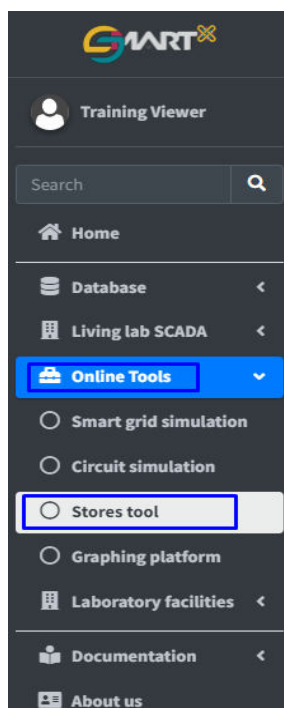 SMARTX
Training Viewer
Search
Home
Database
Living lab SCADA
Online Tools
Smart grid simulation
Circuit simulation
Stores tool
Graphing platform
Laboratory facilities
Documentation
About us